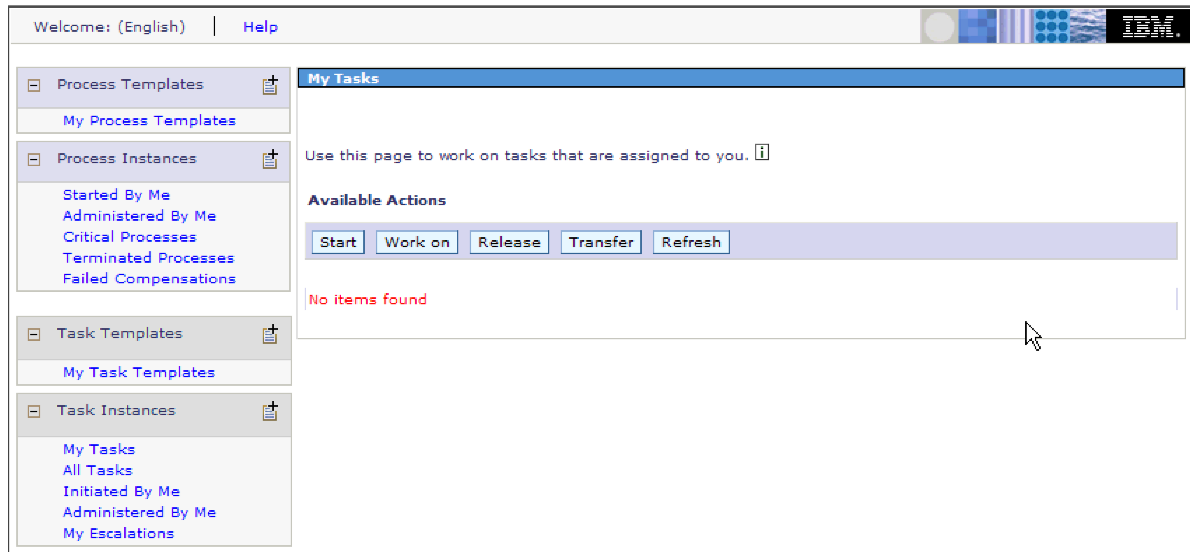 Welcome: (English) Help
IBM.
Process Templates
My Process Templates
Process Instances
Started By Me
Administered By Me
Critical Processes
Terminated Processes
Failed Compensations
Task Templates
My Task Templates
Task Instances
My Tasks
All Tasks
Initiated By Me
Administered By Me
My Escalations
My Tasks
Use this page to work on tasks that are assigned to you. i
Available Actions
Start Work on Release Transfer Refresh
No items found